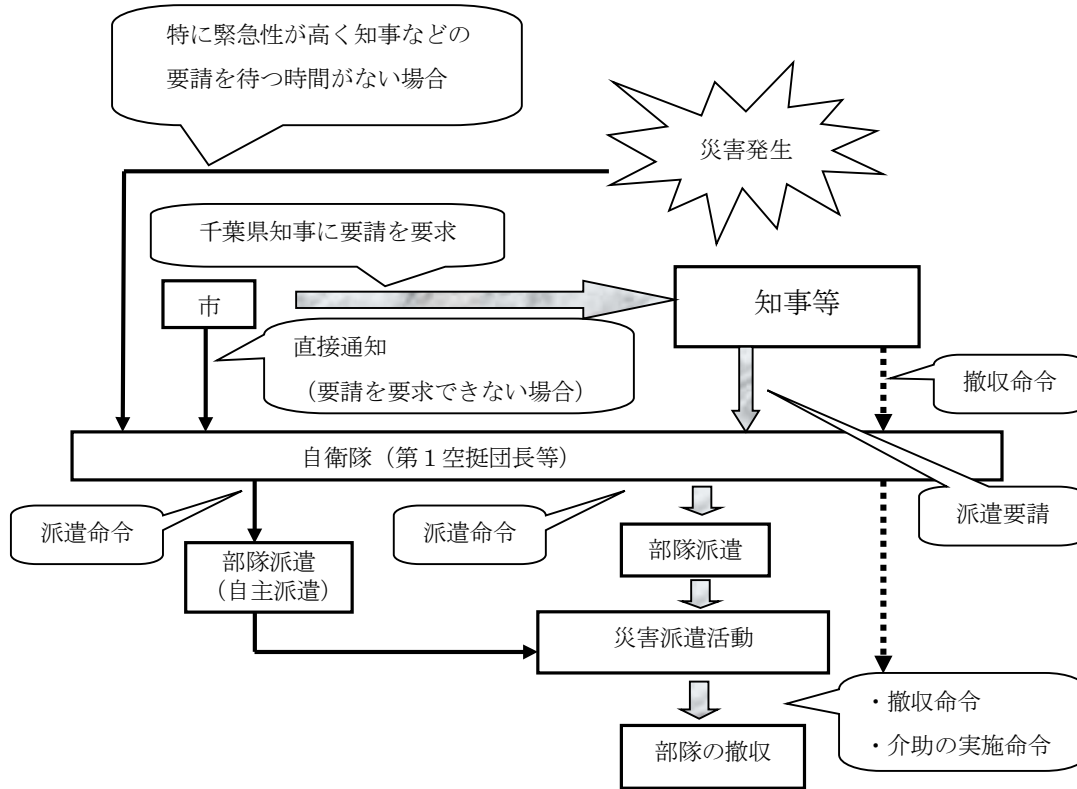 特に緊急性が高く知事などの
要請を待つ時間がない場合
災害発生
千葉県知事に要請を要求
市
知事等
直接通知
（要請を要求できない場合）
撤収命令
自衛隊（第１空挺団長等）
派遣命令
派遣命令
派遣要請
部隊派遣
（自主派遣）
部隊派遣
災害派遣活動
・撤収命令
・介助の実施命令
部隊の撤収